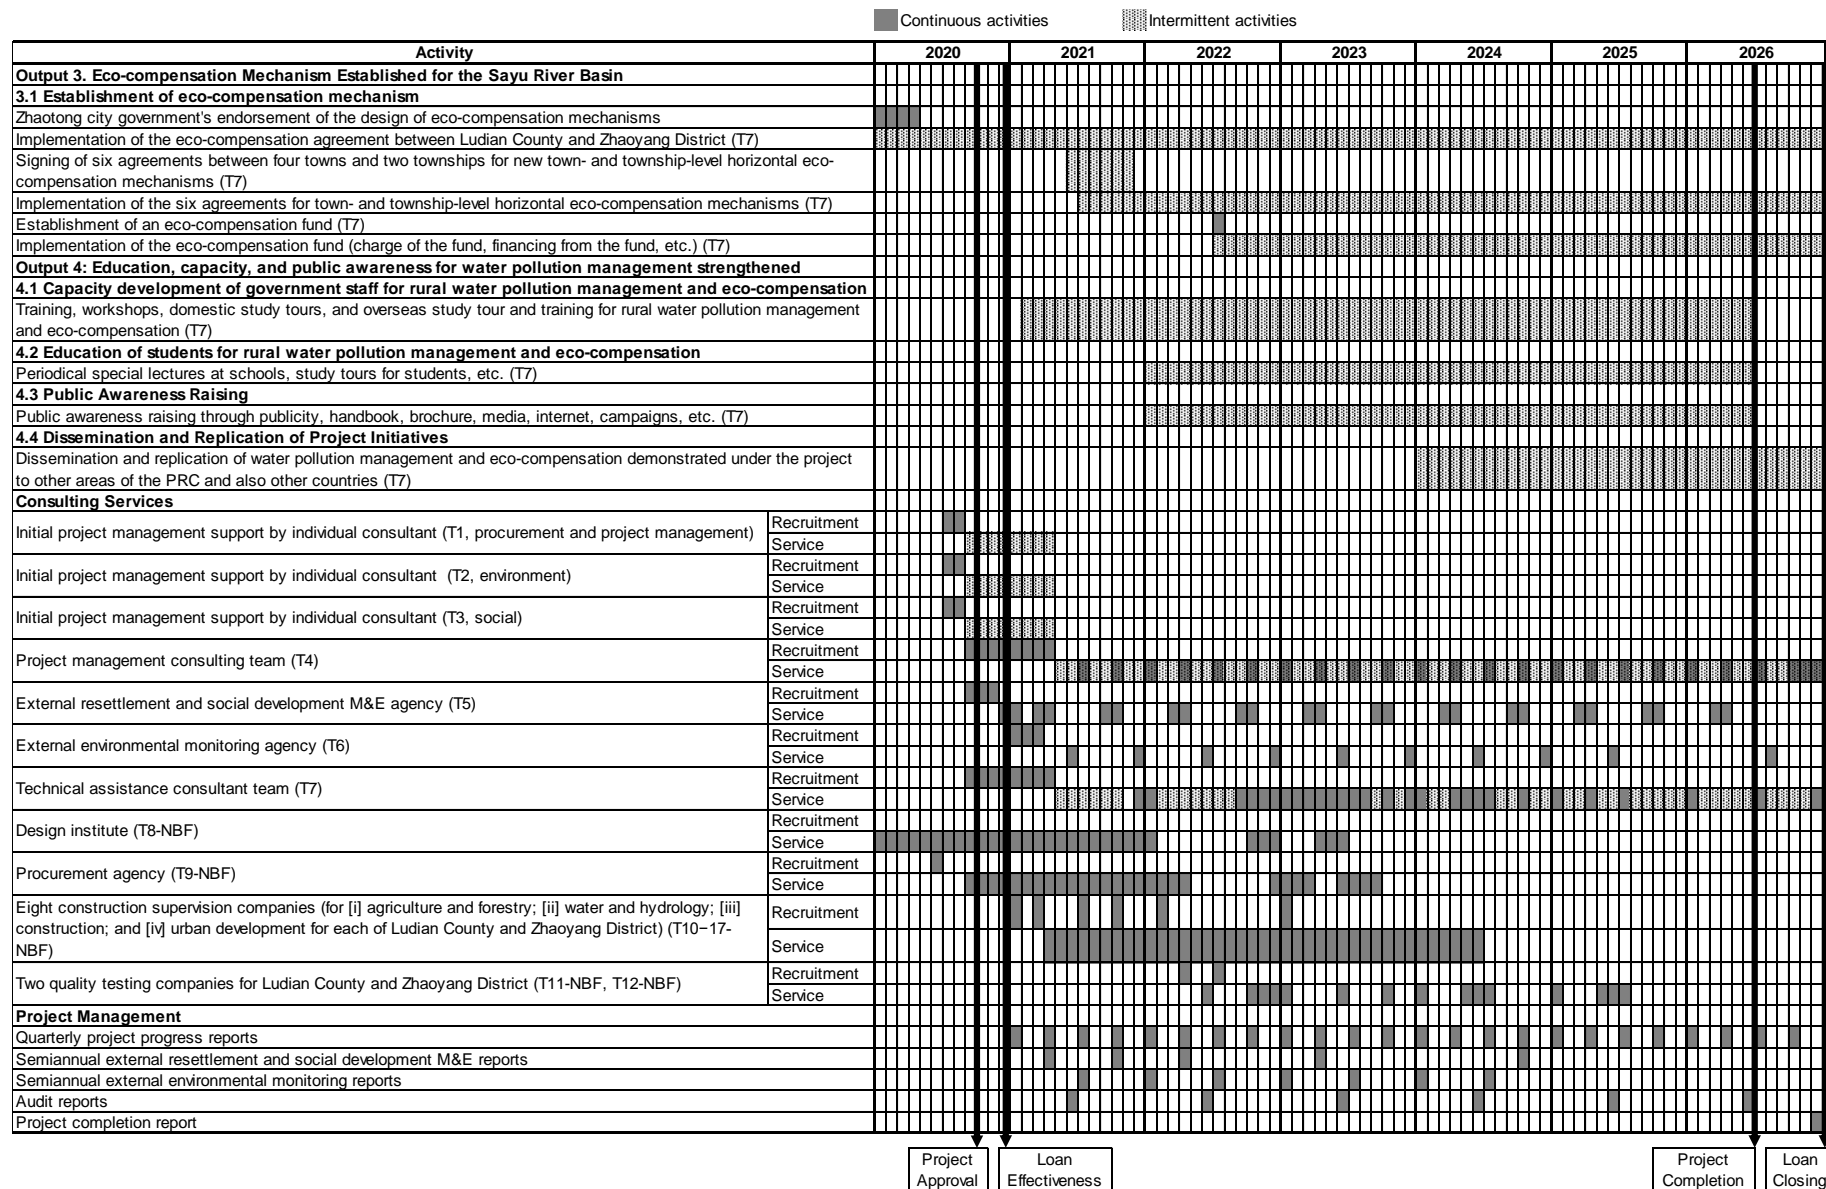 Continuous activities
Intermittent activities
Activity
2020
2021
2022
2023
2024
2025
2026
Output 3. Eco-compensation Mechanism Established for the Sayu River Basin
3.1 Establishment of eco-compensation mechanism
Zhaotong city government's endorsement of the design of eco-compensation mechanisms
Implementation of the eco-compensation agreement between Ludian County and Zhaoyang District (T7)
Signing of six agreements between four towns and two townships for new town- and township-level horizontal eco-
compensation mechanisms (T7)
Implementation of the six agreements for town- and township-level horizontal eco-compensation mechanisms (T7)
Establishment of an eco-compensation fund (T7)
Implementation of the eco-compensation fund (charge of the fund, financing from the fund, etc.) (T7)
Output 4: Education, capacity, and public awareness for water pollution management strengthened
4.1 Capacity development of government staff for rural water pollution management and eco-compensation
Training, workshops, domestic study tours, and overseas study tour and training for rural water pollution management
and eco-compensation (T7)
4.2 Education of students for rural water pollution management and eco-compensation
Periodical special lectures at schools, study tours for students, etc. (T7)
4.3 Public Awareness Raising
Public awareness raising through publicity, handbook, brochure, media, internet, campaigns, etc. (T7)
4.4 Dissemination and Replication of Project Initiatives
Dissemination and replication of water pollution management and eco-compensation demonstrated under the project
to other areas of the PRC and also other countries (T7)
Consulting Services
Initial project management support by individual consultant (T1, procurement and project management)
Recruitment
Service
Initial project management support by individual consultant (T2, environment)
Recruitment
Service
Initial project management support by individual consultant (T3, social)
Recruitment
Service
Project management consulting team (T4)
Recruitment
Service
External resettlement and social development M&E agency (T5)
Recruitment
Service
External environmental monitoring agency (T6)
Recruitment
Service
Technical assistance consultant team (T7)
Recruitment
Service
Design institute (T8-NBF)
Recruitment
Service
Procurement agency (T9-NBF)
Recruitment
Service
Eight construction supervision companies (for [i] agriculture and forestry; [ii] water and hydrology; [iii]
construction; and [iv] urban development for each of Ludian County and Zhaoyang District) (T10−17-
NBF)
Recruitment
Service
Two quality testing companies for Ludian County and Zhaoyang District (T11-NBF, T12-NBF)
Recruitment
Service
Project Management
Quarterly project progress reports
Semiannual external resettlement and social development M&E reports
Semiannual external environmental monitoring reports
Audit reports
Project completion report
Project
Approval
Loan
Effectiveness
Project
Completion
Loan
Closing